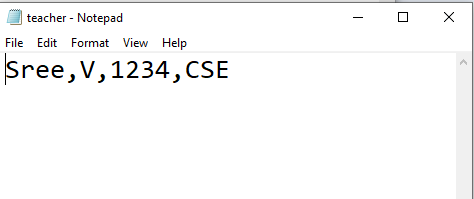 teacher - Notepad
File Edit Format View Help
Sree,V,1234,CSE